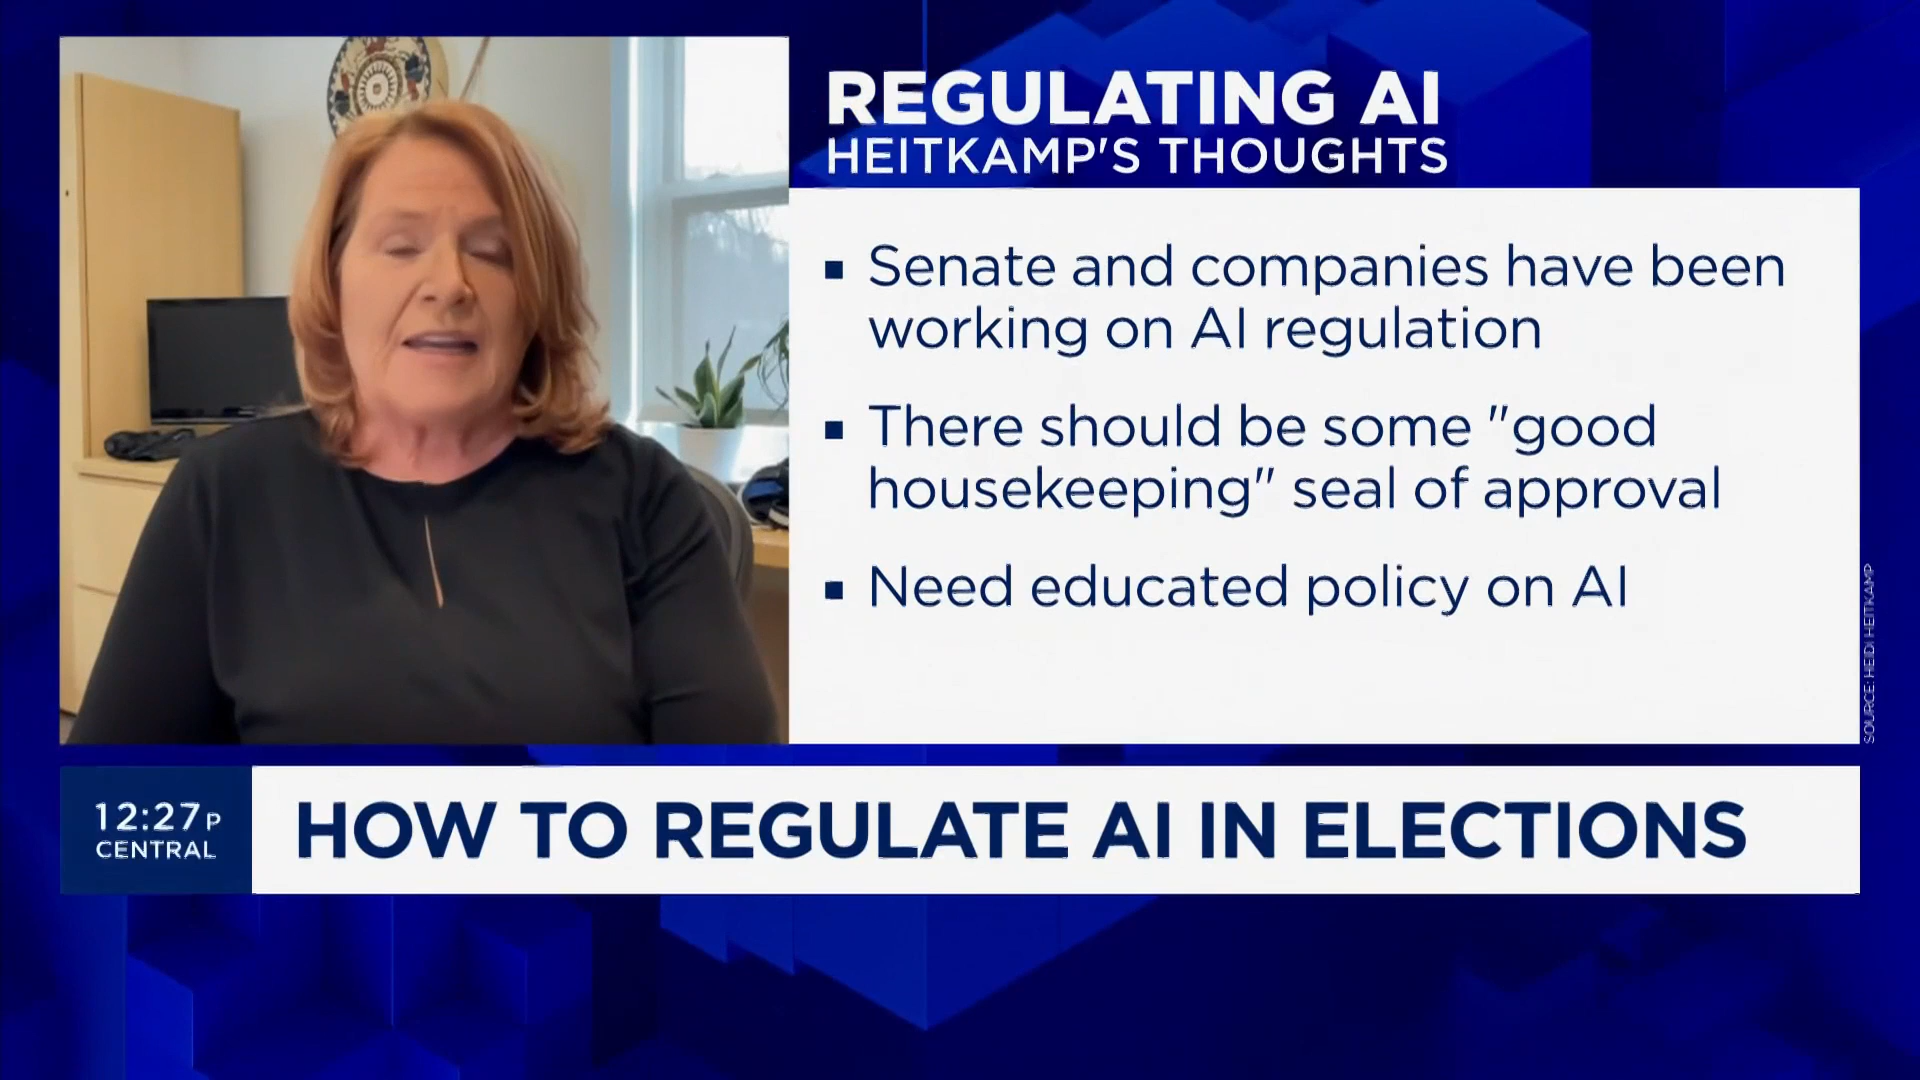 REGULATING AI
HEITKAMP'S THOUGHTS
▪ Senate and companies have been
working on AI regulation
▪ There should be some "good
housekeeping" seal of approval
▪ Need educated policy on AI
SOURCE: HEIDI HEITKAMP
12:27P
CENTRAL
HOW TO REGULATE AI IN ELECTIONS